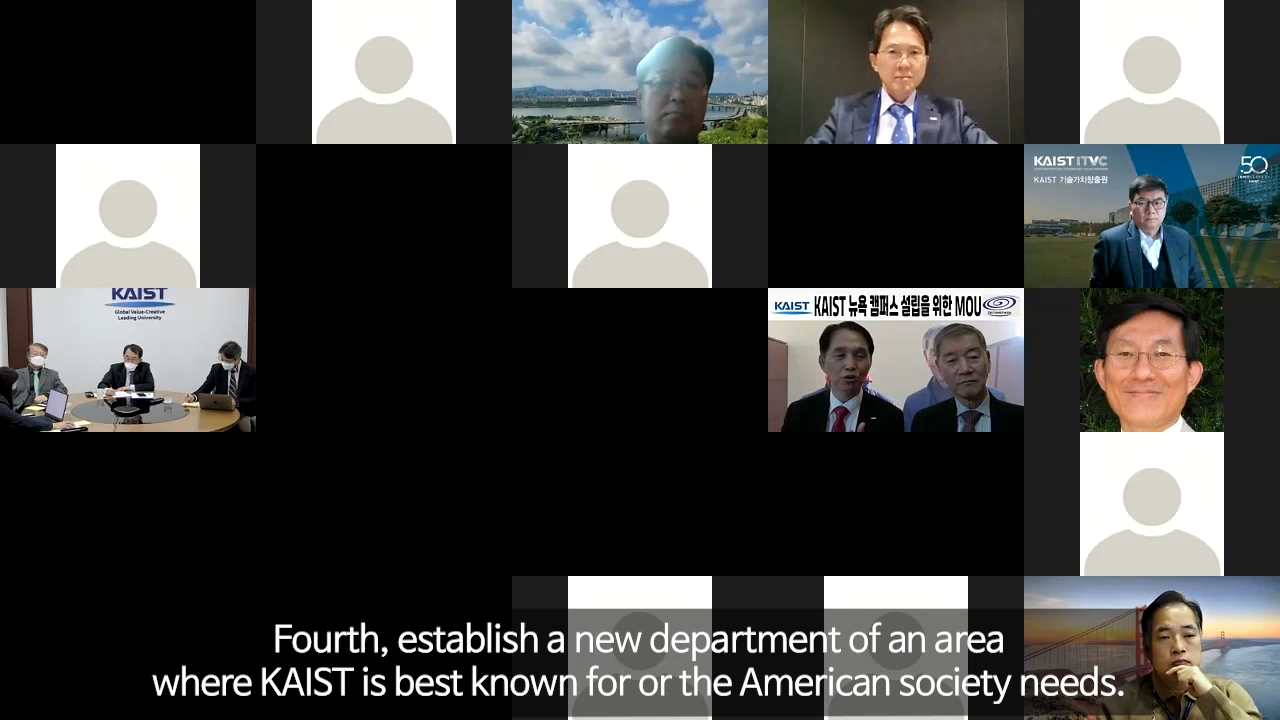 KAIST ITVC
KAIST 기술가치창출원
50
KAIST
Global Value-Creative
Leading University
KAIST KAIST 뉴욕 캠퍼스 설립을 위한 MOU
Fourth, establish a new department of an area
where KAIST is best known for or the American society needs.